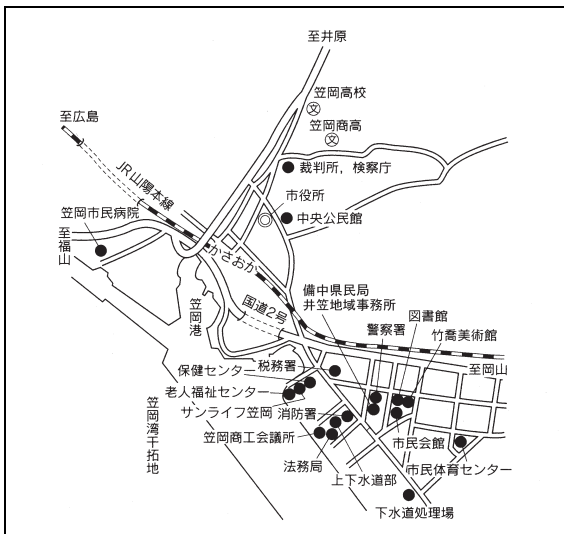 至井原
笠岡高校
文
笠岡商高
文
至広島
JR山陽本線
裁判所，検察庁
市役所
中央公民館
笠岡市民病院
至福山
かさおか
笠岡港
国道2号
備中県民局
井笠地域事務所
図書館
警察署
竹喬美術館
至岡山
税務署
保健センター
老人福祉センター
サンライフ笠岡
消防署
笠岡商工会議所
法務局
上下水道部
市民会館
市民体育センター
下水道処理場
笠岡湾干拓地